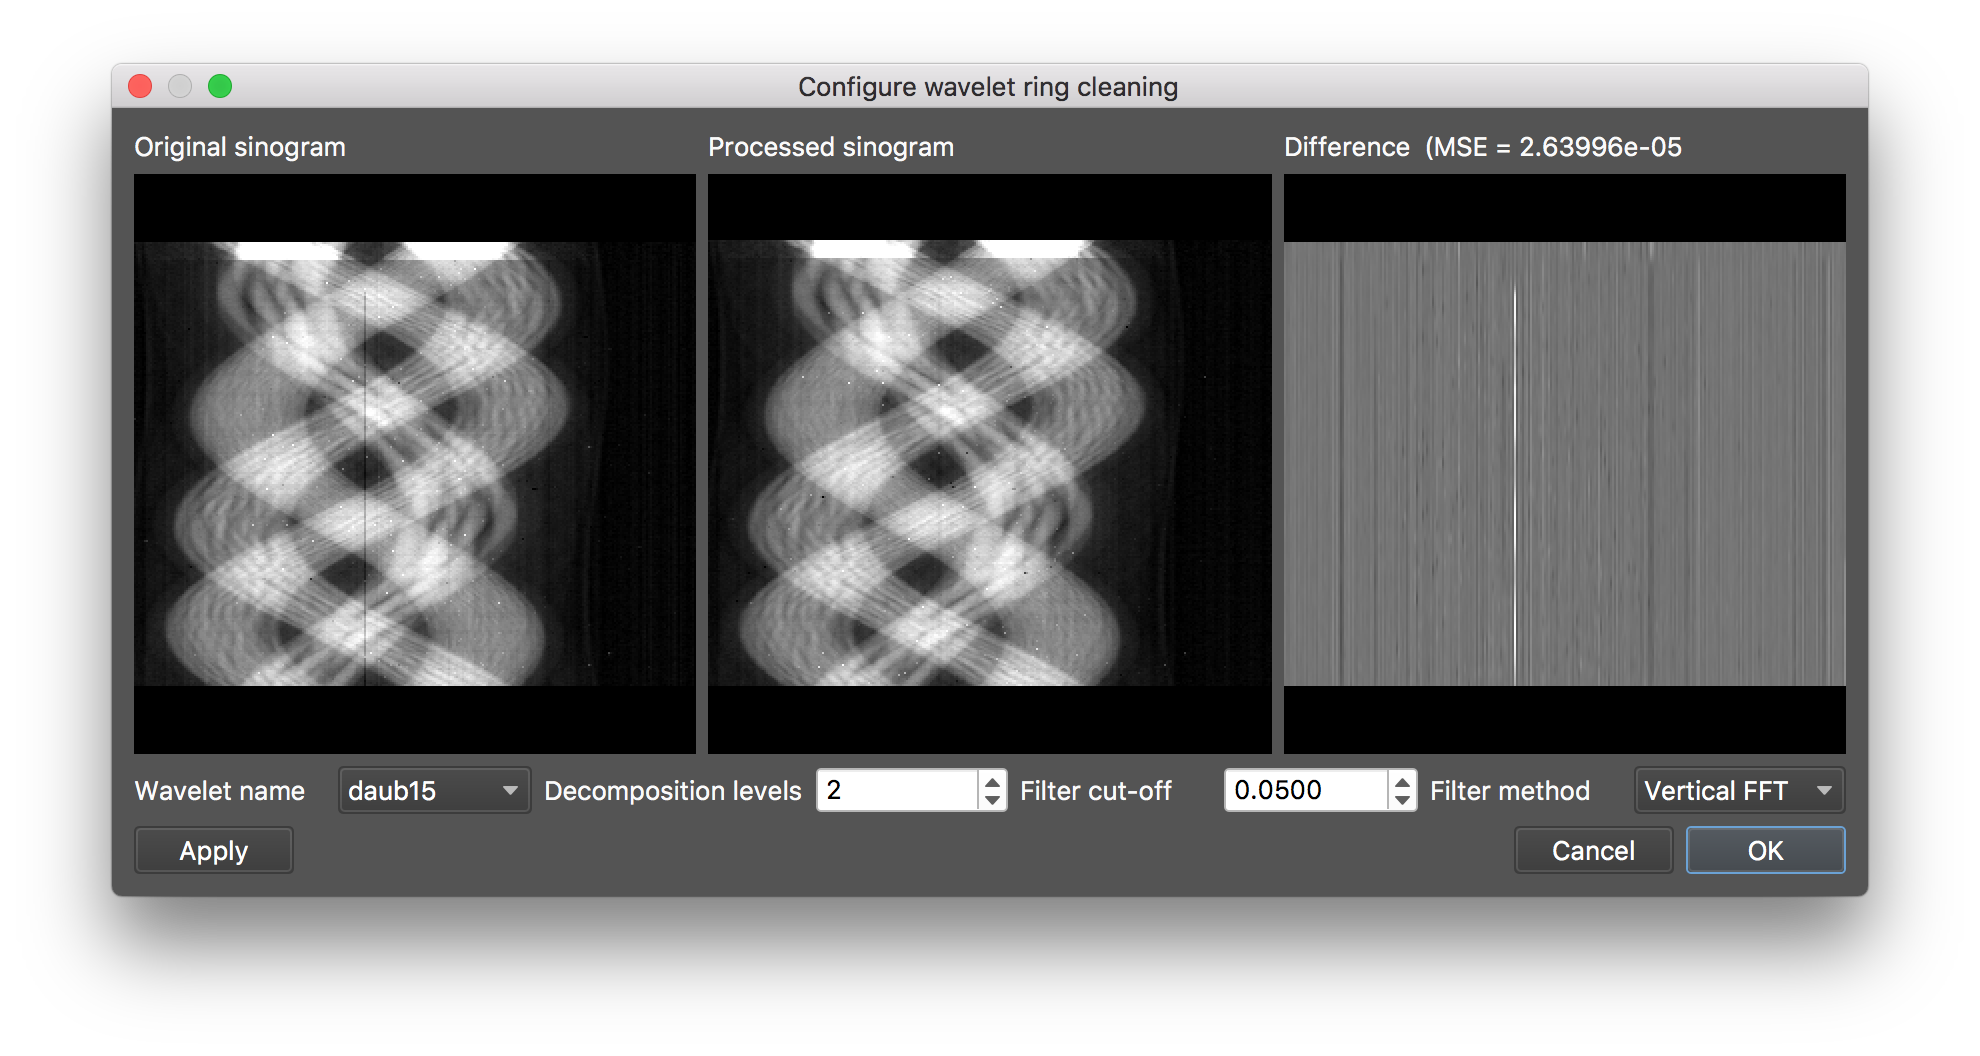 Configure wavelet ring cleaning
Original sinogram
Processed sinogram
Difference  (MSE = 2.63996e-05
Wavelet name
daub15
Decomposition levels
2
Filter cut-off
0.0500
Filter method
Vertical FFT
Apply
Cancel
OK